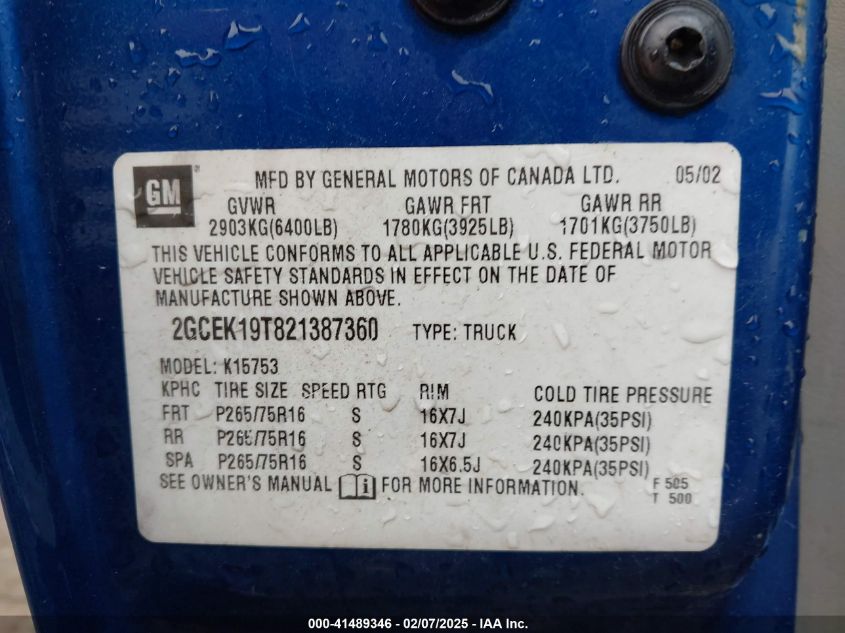 GM
MFD BY GENERAL MOTORS OF CANADA LTD. 05/02
GVWR GAWR FRT GAWR RR
2903KG(6400LB) 1780KG(3925LB) 1701KG(3750LB)
THIS VEHICLE CONFORMS TO ALL APPLICABLE U.S. FEDERAL MOTOR
VEHICLE SAFETY STANDARDS IN EFFECT ON THE DATE OF
MANUFACTURE SHOWN ABOVE.
2GCEK19T821387360 TYPE: TRUCK
MODEL: K15753
KPHC TIRE SIZE SPEED RTG RIM COLD TIRE PRESSURE
FRT P265/75R16 S 16X7J 240KPA(35PSI)
RR P265/75R16 S 16X7J 240KPA(35PSI)
SPA P265/75R16 S 16X6.5J 240KPA(35PSI)
SEE OWNER'S MANUAL i FOR MORE INFORMATION. F 505
T 500
000-41489346 - 02/07/2025 - IAA Inc.